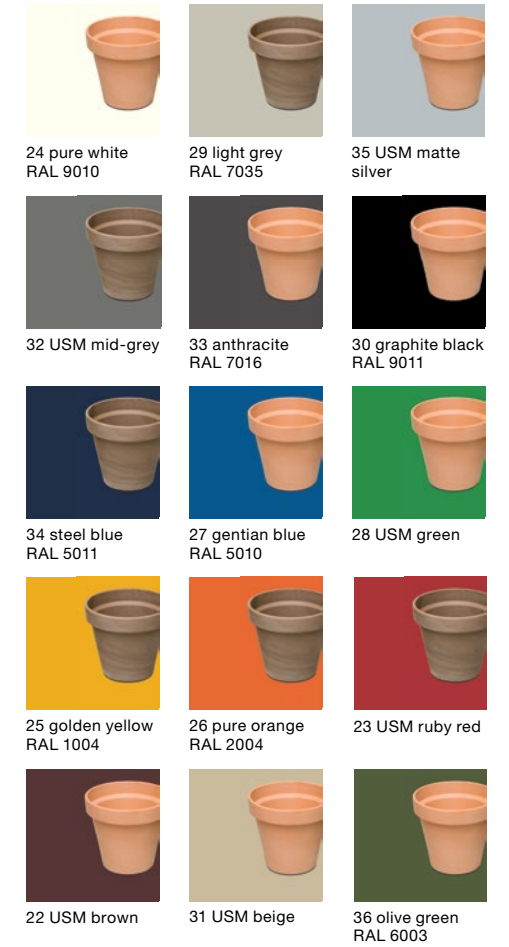 24 pure white
RAL 9010
29 light grey
RAL 7035
35 USM matte
silver
32 USM mid-grey
33 anthracite
RAL 7016
30 graphite black
RAL 9011
34 steel blue
RAL 5011
27 gentian blue
RAL 5010
28 USM green
25 golden yellow
RAL 1004
26 pure orange
RAL 2004
23 USM ruby red
22 USM brown
31 USM beige
36 olive green
RAL 6003